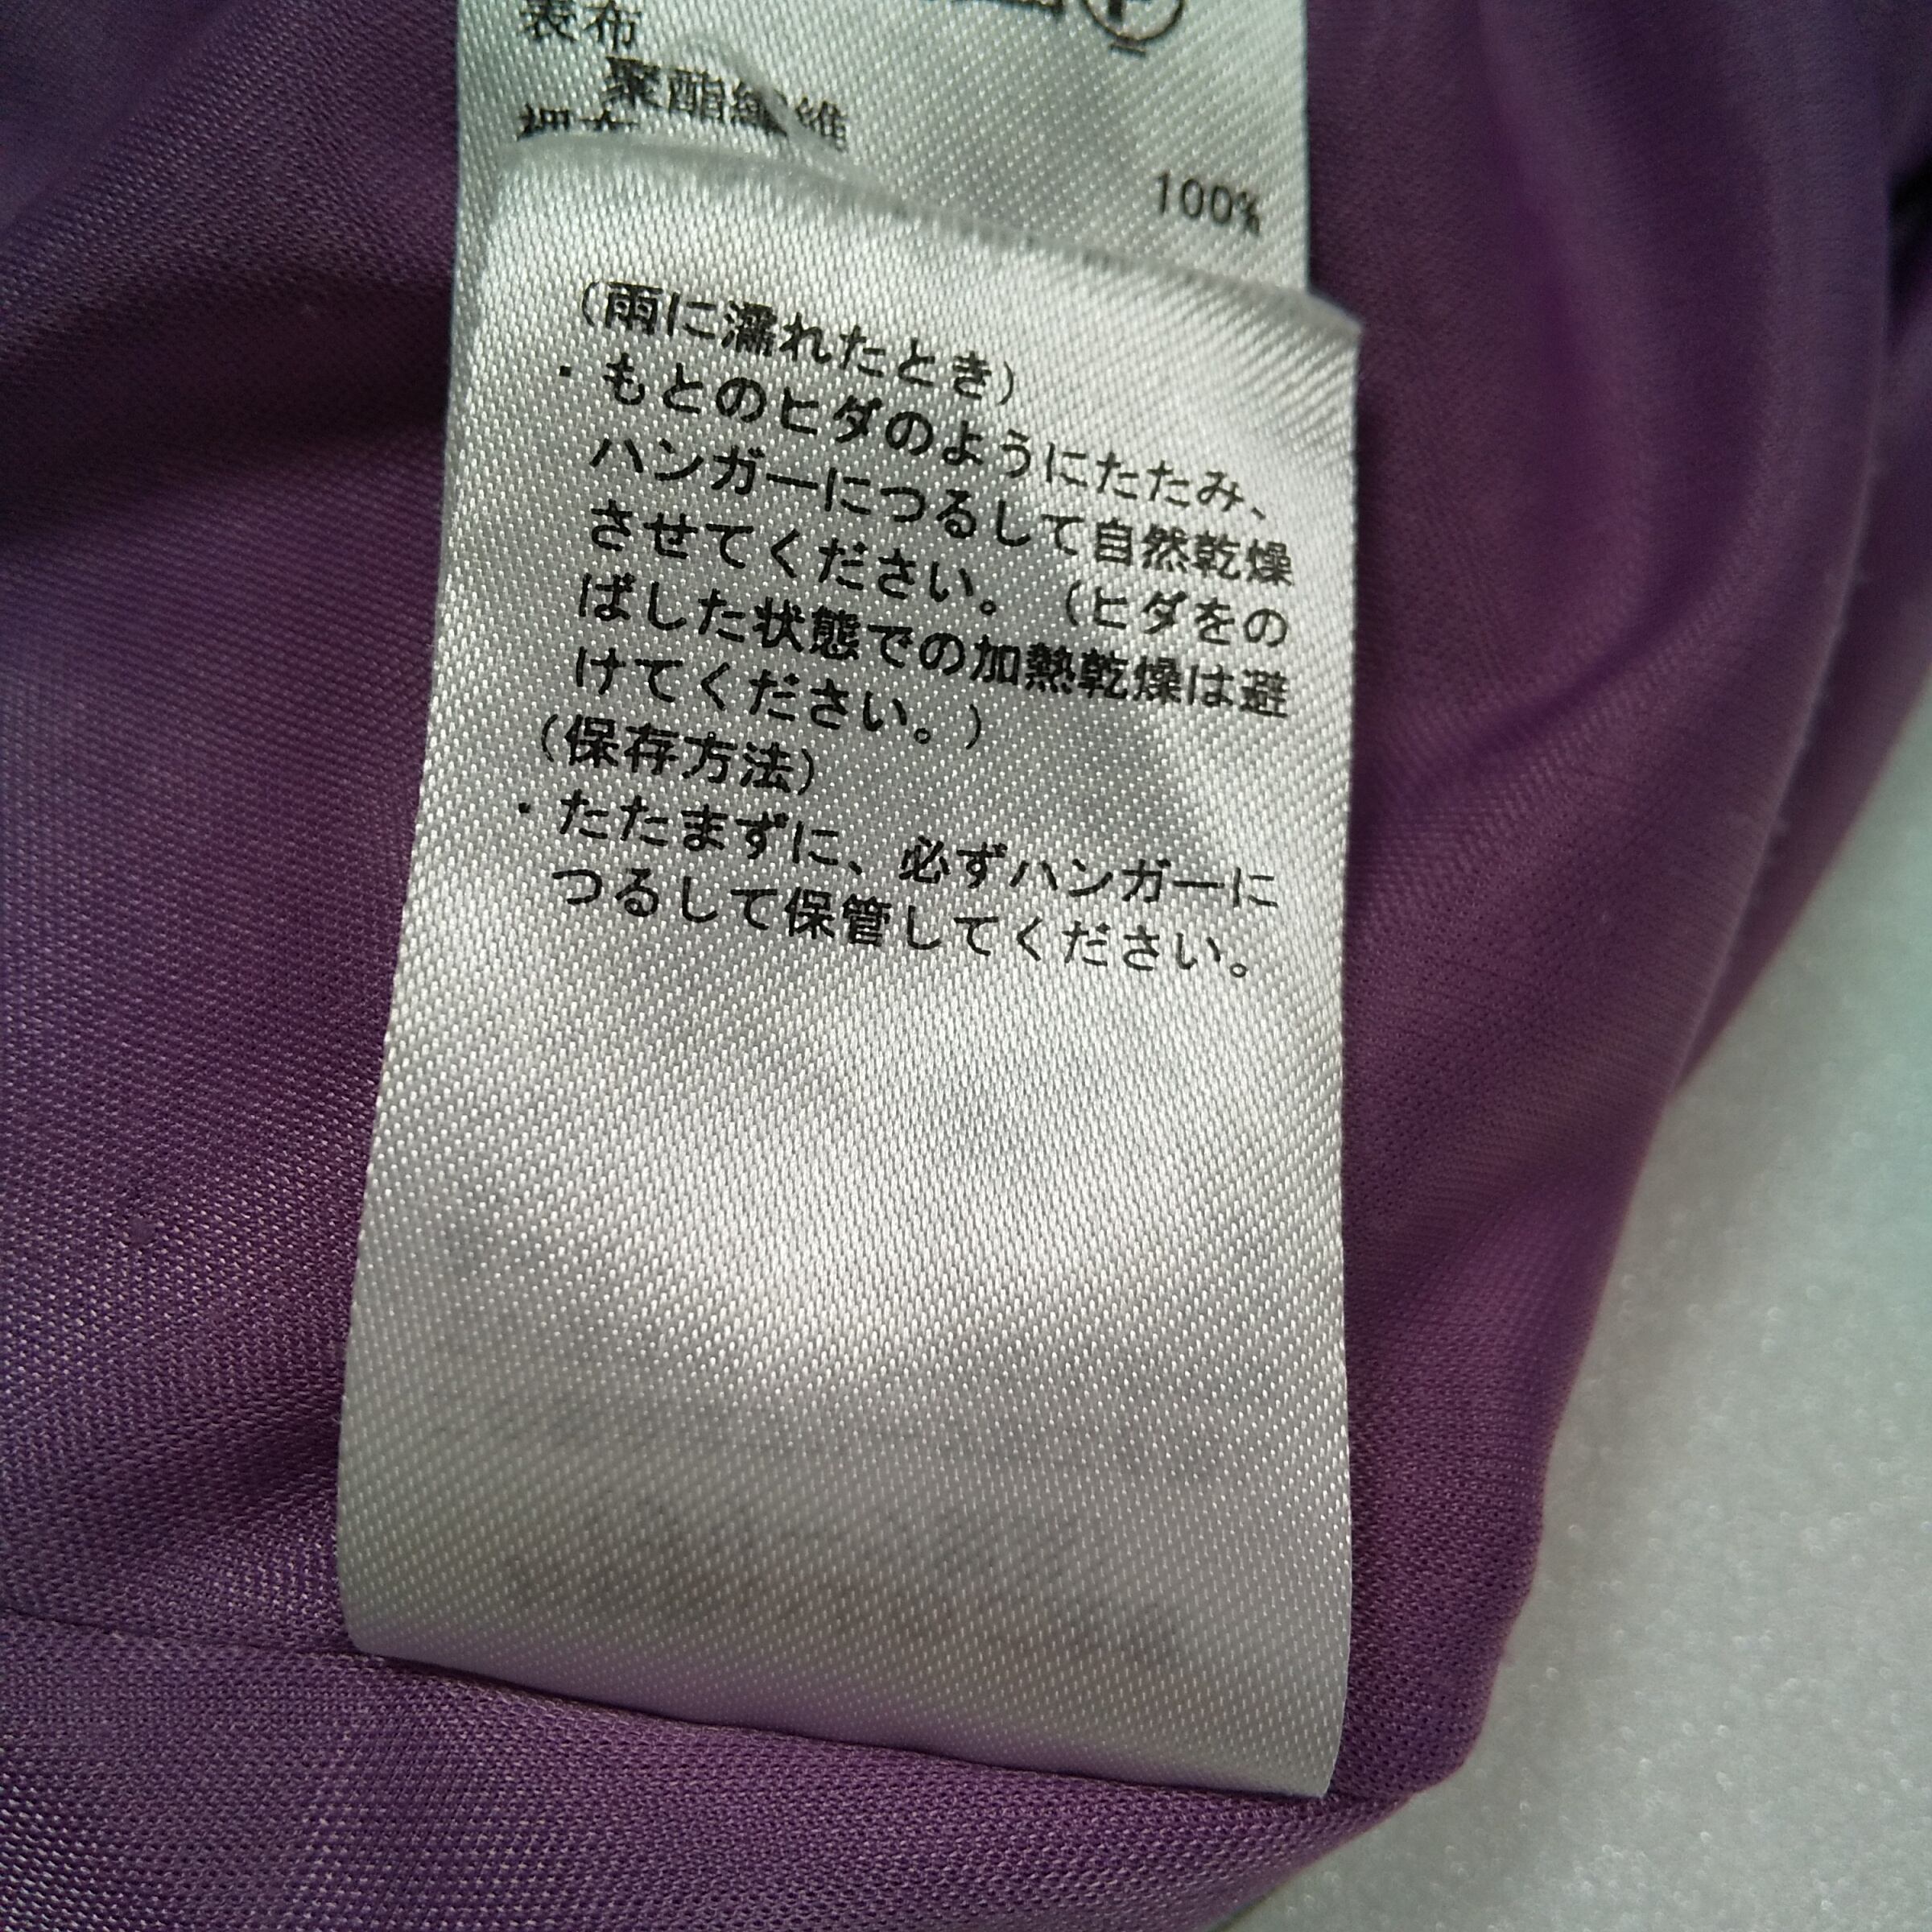 表布
聚酯纖維
100%
(雨に濡れたとき)
・もとのヒダのようにたたみ、
ハンガーにつるして自然乾燥
させてください。(ヒダをの
ばした状態での加熱乾燥は避
けてください。)
(保存方法)
・たたまずに、必ずハンガーに
つるして保管してください。